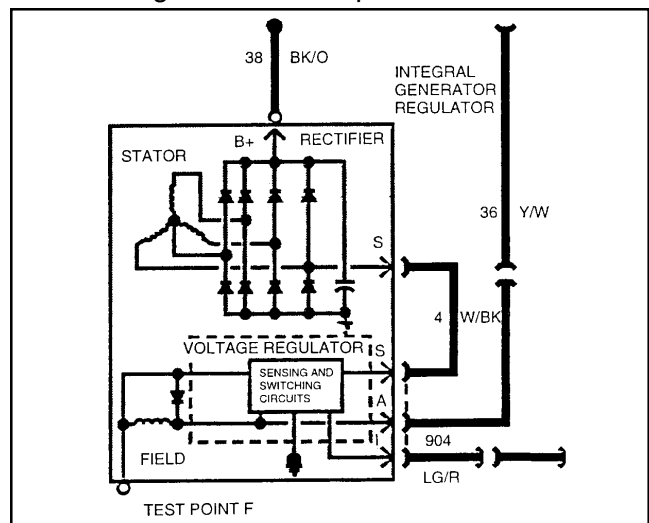 38 BK/O
INTEGRAL
GENERATOR
REGULATOR
B+ RECTIFIER
STATOR
36 Y/W
S
4 W/BK
VOLTAGE REGULATOR
S
SENSING AND
SWITCHING
CIRCUITS
A
904
I
FIELD
LG/R
TEST POINT F